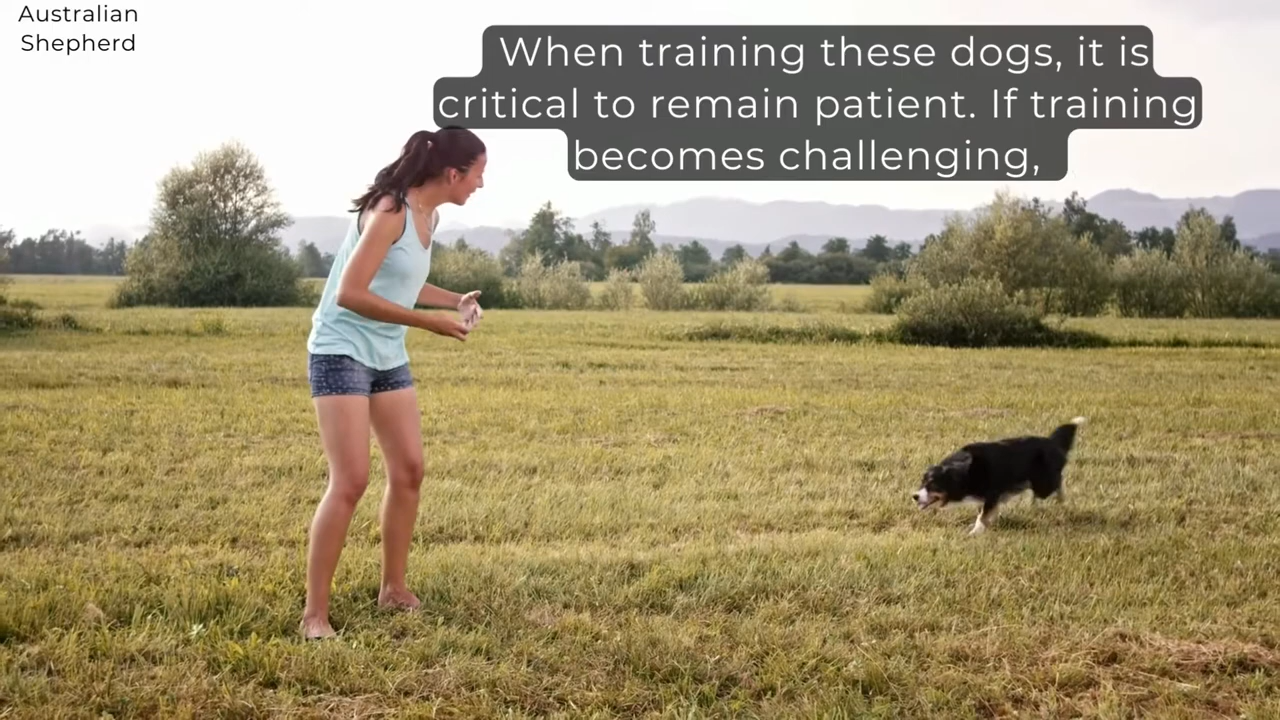 Australian
Shepherd
When training these dogs, it is
critical to remain patient. If training
becomes challenging,